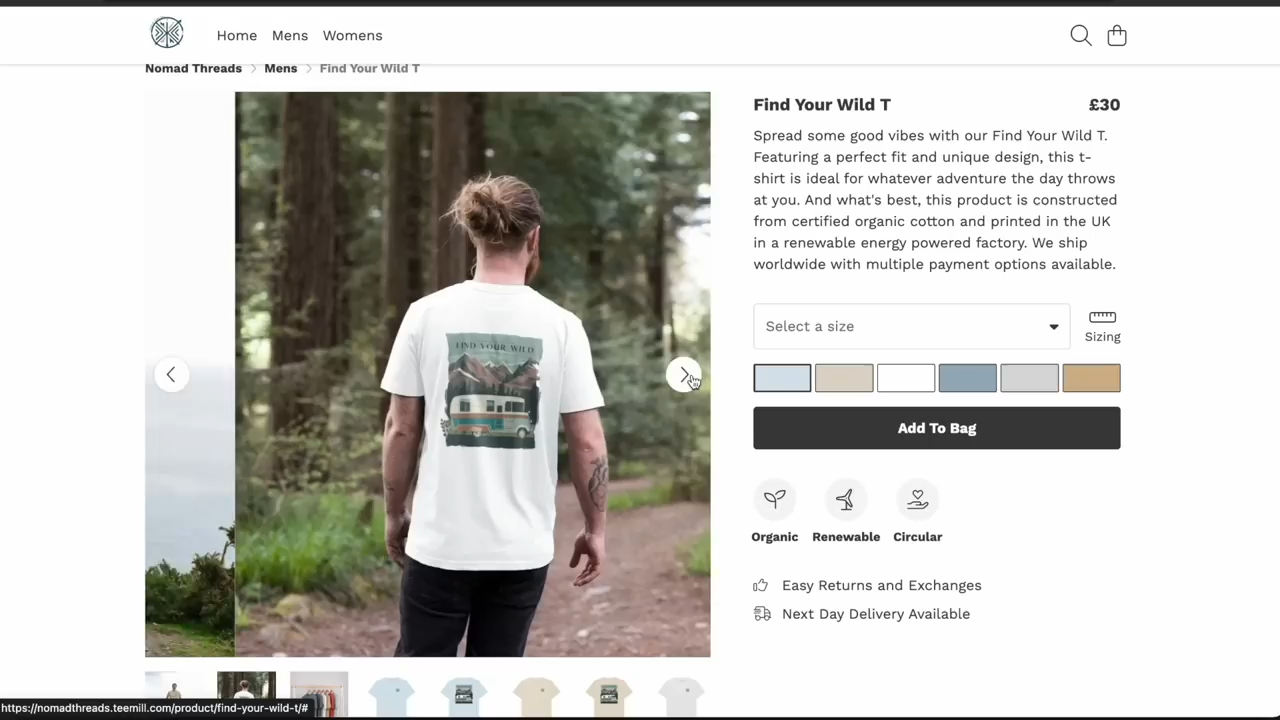 Home Mens Womens
Nomad Threads > Mens > Find Your Wild T
FIND YOUR WILD
Find Your Wild T £30
Spread some good vibes with our Find Your Wild T.
Featuring a perfect fit and unique design, this t-
shirt is ideal for whatever adventure the day throws
at you. And what's best, this product is constructed
from certified organic cotton and printed in the UK
in a renewable energy powered factory. We ship
worldwide with multiple payment options available.
Select a size
Sizing
Add To Bag
Organic Renewable Circular
Easy Returns and Exchanges
Next Day Delivery Available
https://nomadthreads.teemill.com/product/find-your-wild-t/#